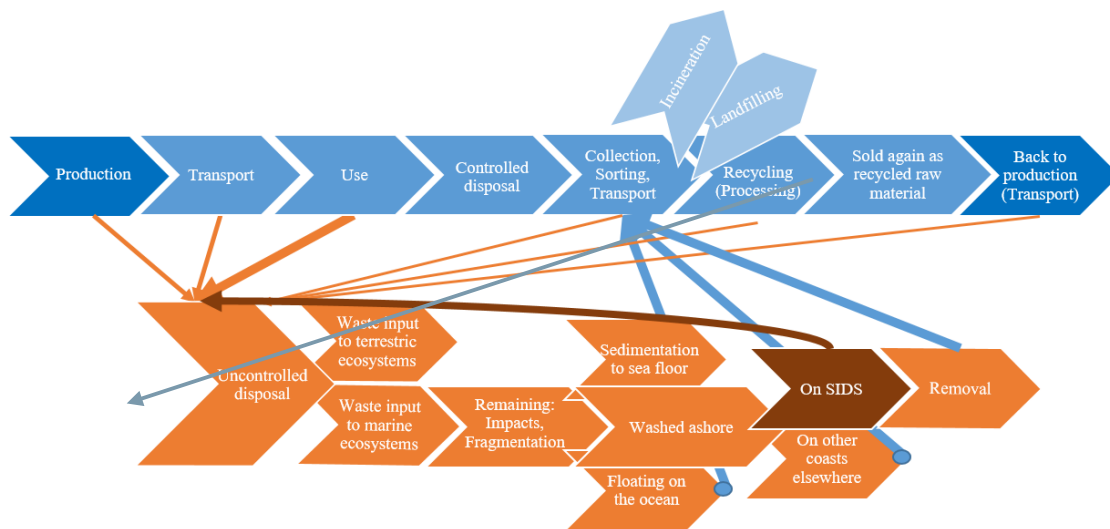 Incineration
Landfilling
Production
Transport
Use
Controlled
disposal
Collection,
Sorting,
Transport
Recycling
(Processing)
Sold again as
recycled raw
material
Back to
production
(Transport)
Uncontrolled
disposal
Waste input
to terrestric
ecosystems
Waste input
to marine
ecosystems
Remaining:
Impacts,
Fragmentation
Sedimentation
to sea floor
Washed ashore
Floating on
the ocean
On SIDS
On other
coasts
elsewhere
Removal